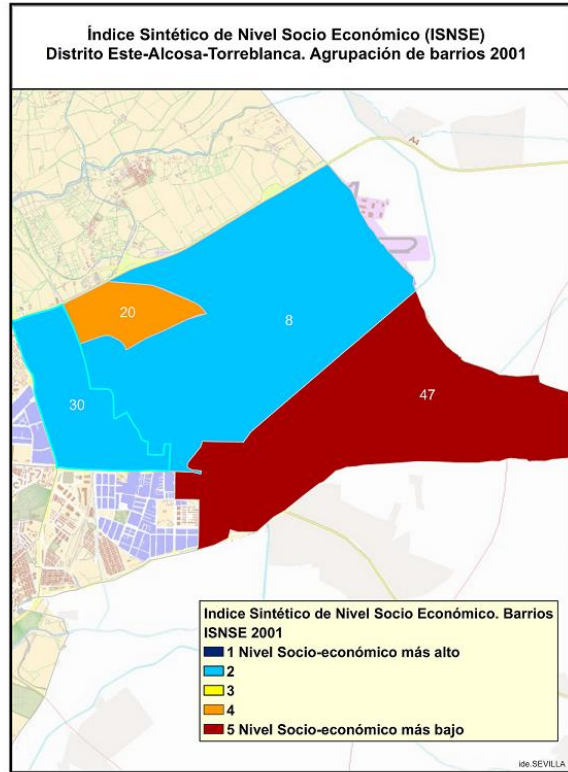 Índice Sintético de Nivel Socio Económico (ISNSE)
Distrito Este-Alcosa-Torreblanca. Agrupación de barrios 2001
A4
20
8
30
47
Indice Sintético de Nivel Socio Económico. Barrios
ISNSE 2001
1 Nivel Socio-económico más alto
2
3
4
5 Nivel Socio-económico más bajo
ide.SEVILLA